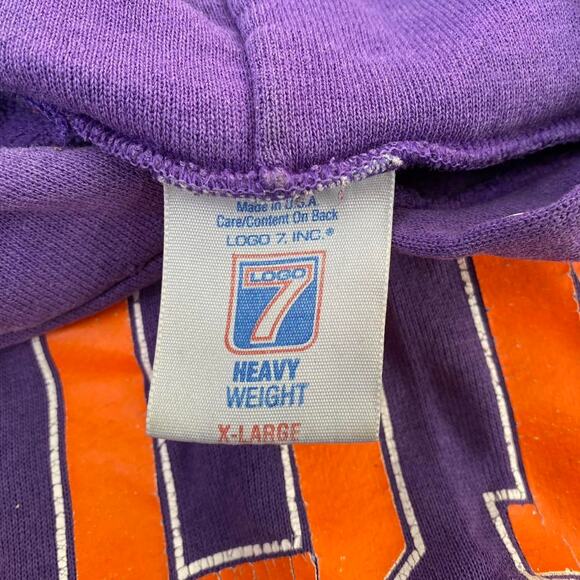 Made in U.S.A
Care/Content On Back
LOGO 7, INC.®
LOGO
7
HEAVY
WEIGHT
X-LARGE